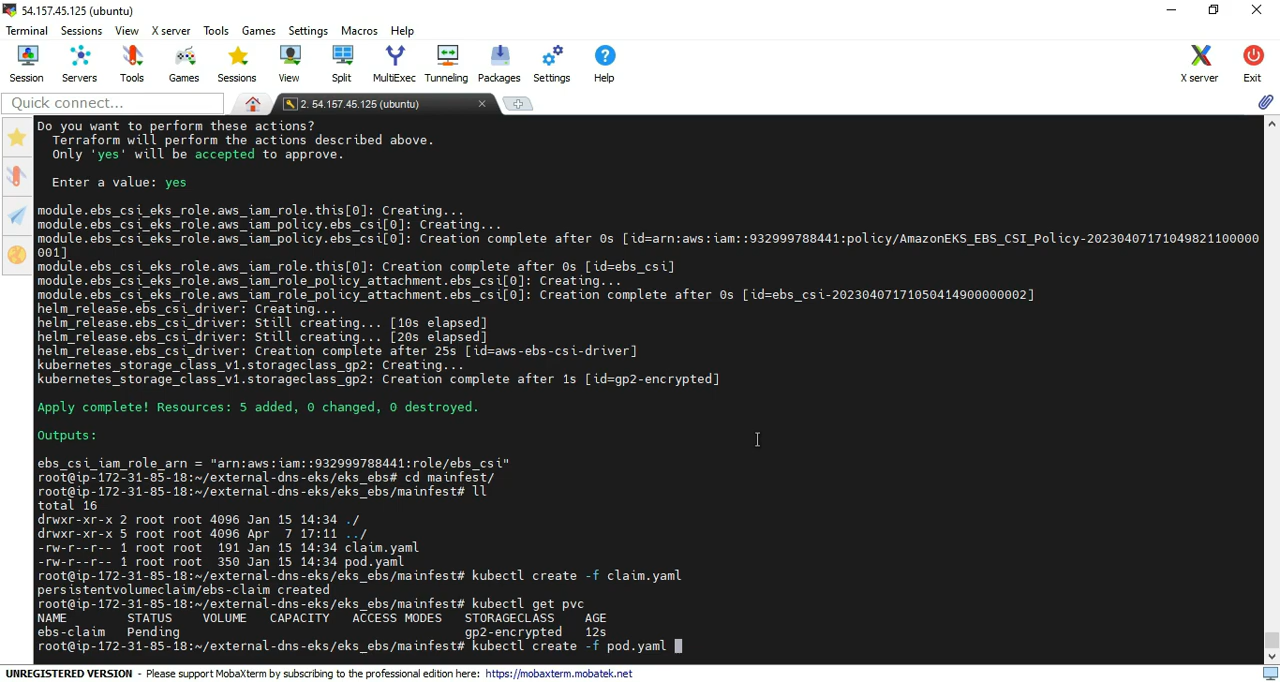 54.157.45.125 (ubuntu)
Terminal Sessions View X server Tools Games Settings Macros Help
Session Servers Tools Games Sessions View Split MultiExec Tunneling Packages Settings Help X server Exit
Quick connect... 2. 54.157.45.125 (ubuntu)
Do you want to perform these actions?
  Terraform will perform the actions described above.
  Only 'yes' will be accepted to approve.
  Enter a value: yes
module.ebs_csi_eks_role.aws_iam_role.this[0]: Creating...
module.ebs_csi_eks_role.aws_iam_policy.ebs_csi[0]: Creating...
module.ebs_csi_eks_role.aws_iam_policy.ebs_csi[0]: Creation complete after 0s [id=arn:aws:iam::932999788441:policy/AmazonEKS_EBS_CSI_Policy-20230407171049821100000
001]
module.ebs_csi_eks_role.aws_iam_role.this[0]: Creation complete after 0s [id=ebs_csi]
module.ebs_csi_eks_role.aws_iam_role_policy_attachment.ebs_csi[0]: Creating...
module.ebs_csi_eks_role.aws_iam_role_policy_attachment.ebs_csi[0]: Creation complete after 0s [id=ebs_csi-20230407171050414900000002]
helm_release.ebs_csi_driver: Creating...
helm_release.ebs_csi_driver: Still creating... [10s elapsed]
helm_release.ebs_csi_driver: Still creating... [20s elapsed]
helm_release.ebs_csi_driver: Creation complete after 25s [id=aws-ebs-csi-driver]
kubernetes_storage_class_v1.storageclass_gp2: Creating...
kubernetes_storage_class_v1.storageclass_gp2: Creation complete after 1s [id=gp2-encrypted]
Apply complete! Resources: 5 added, 0 changed, 0 destroyed.
Outputs:
ebs_csi_iam_role_arn = "arn:aws:iam::932999788441:role/ebs_csi"
root@ip-172-31-85-18:~/external-dns-eks/eks_ebs# cd mainfest/
root@ip-172-31-85-18:~/external-dns-eks/eks_ebs/mainfest# ll
total 16
drwxr-xr-x 2 root root 4096 Jan 15 14:34 ./
drwxr-xr-x 5 root root 4096 Apr  7 17:11 ../
-rw-r--r-- 1 root root  191 Jan 15 14:34 claim.yaml
-rw-r--r-- 1 root root  350 Jan 15 14:34 pod.yaml
root@ip-172-31-85-18:~/external-dns-eks/eks_ebs/mainfest# kubectl create -f claim.yaml
persistentvolumeclaim/ebs-claim created
root@ip-172-31-85-18:~/external-dns-eks/eks_ebs/mainfest# kubectl get pvc
NAME        STATUS    VOLUME   CAPACITY   ACCESS MODES   STORAGECLASS    AGE
ebs-claim   Pending                                      gp2-encrypted   12s
root@ip-172-31-85-18:~/external-dns-eks/eks_ebs/mainfest# kubectl create -f pod.yaml
UNREGISTERED VERSION - Please support MobaXterm by subscribing to the professional edition here: https://mobaxterm.mobatek.net